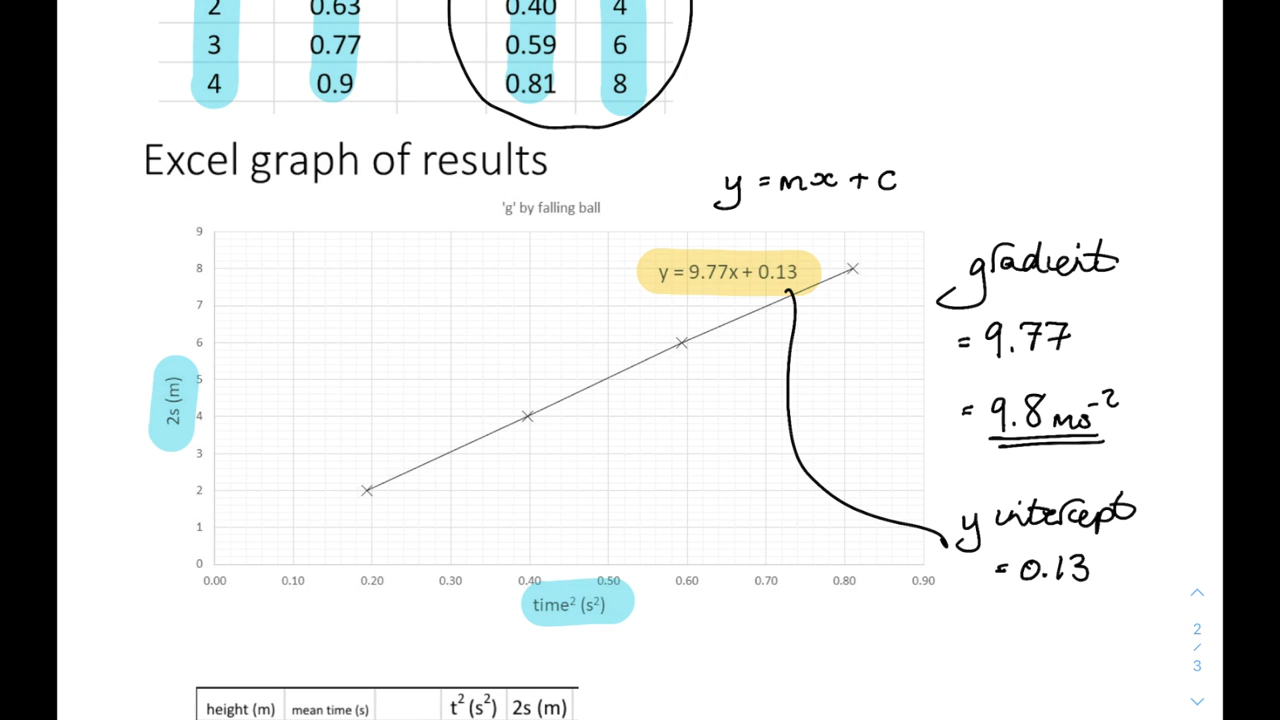 2 0.63 0.40 4
3 0.77 0.59 6
4 0.9 0.81 8
Excel graph of results
y = mx + c
'g' by falling ball
9
8
7
6
5
4
3
2
1
0
2s (m)
y = 9.77x + 0.13
0.00 0.10 0.20 0.30 0.40 0.50 0.60 0.70 0.80 0.90
time² (s²)
gradient
= 9.77
= 9.8 ms⁻²
y intercept
= 0.13
2
/
3
height (m) mean time (s) t² (s²) 2s (m)